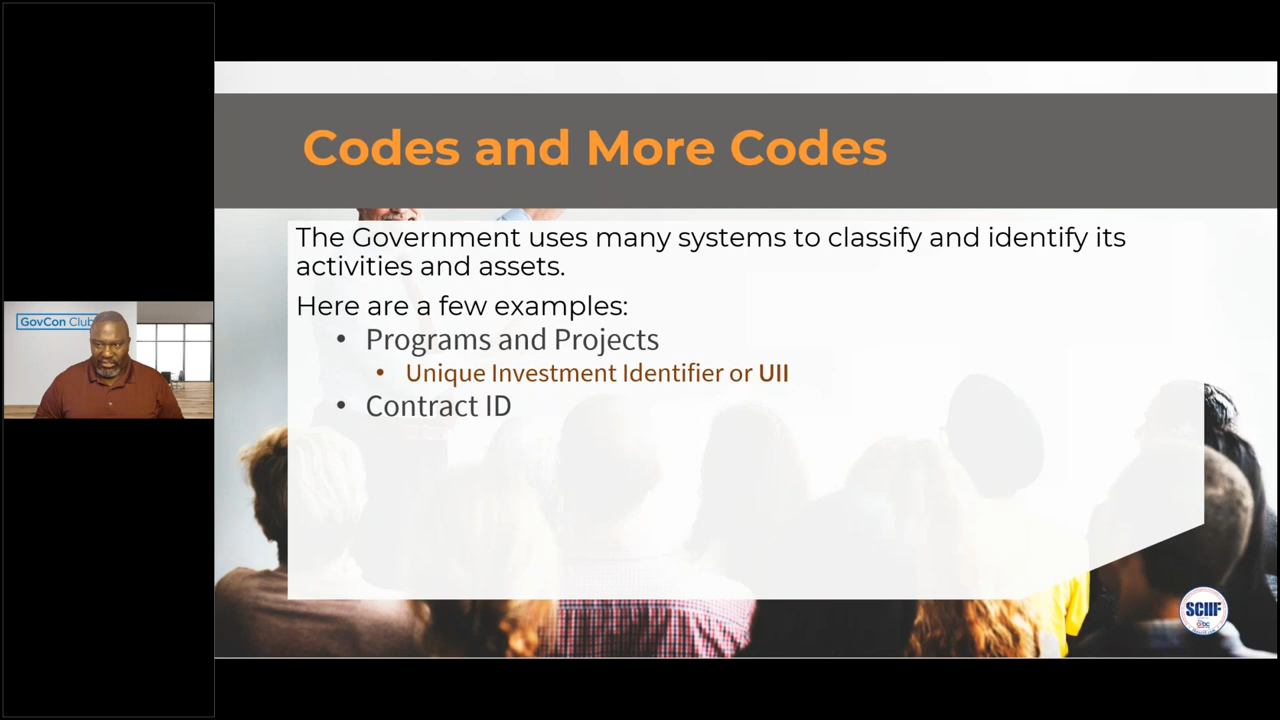 Codes and More Codes
The Government uses many systems to classify and identify its
activities and assets.
Here are a few examples:
• Programs and Projects
• Unique Investment Identifier or UII
• Contract ID
GovCon Club
SCIIF